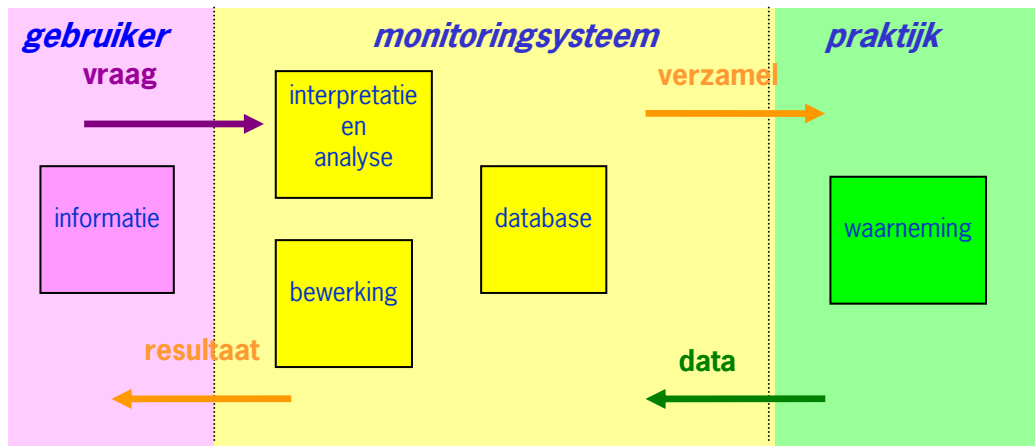 gebruiker
monitoringsysteem
praktijk
vraag
verzamel
interpretatie
en
analyse
informatie
database
waarneming
bewerking
resultaat
data